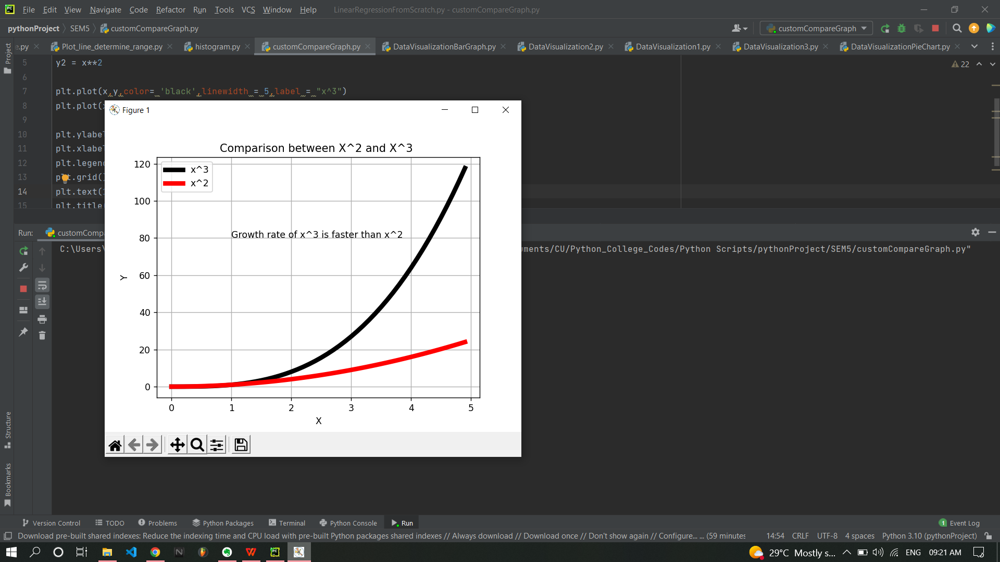 File Edit View Navigate Code Refactor Run Tools VCS Window Help LinearRegressionFromScratch.py - customCompareGraph.py
pythonProject SEM5 customCompareGraph.py customCompareGraph
e.py Plot_line_determine_range.py histogram.py customCompareGraph.py DataVisualizationBarGraph.py DataVisualization2.py DataVisualization1.py DataVisualization3.py DataVisualizationPieChart.py
Project
5 y2 = x**2
22
6
7 plt.plot(x,y,color= 'black',linewidth = 5,label = "x^3")
8 plt.plot(
9
10 plt.ylabel
11 plt.xlabel
12 plt.legend
13 plt.grid(
14 plt.text(
15 plt.title
Figure 1
Comparison between X^2 and X^3
x^3
x^2
Growth rate of x^3 is faster than x^2
120
100
80
60
40
20
0
Y
0 1 2 3 4 5
X
Run: customCompa
C:\Users\ uments/CU/Python_College_Codes/Python Scripts/pythonProject/SEM5/customCompareGraph.py"
Structure
Bookmarks
Version Control TODO Problems Python Packages Terminal Python Console Run 1 Event Log
Download pre-built shared indexes: Reduce the indexing time and CPU load with pre-built Python packages shared indexes // Always download // Download once // Don't show again // Configure... ... (59 minutes 14:54 CRLF UTF-8 4 spaces Python 3.10 (pythonProject)
29°C Mostly s... ENG 09:21 AM